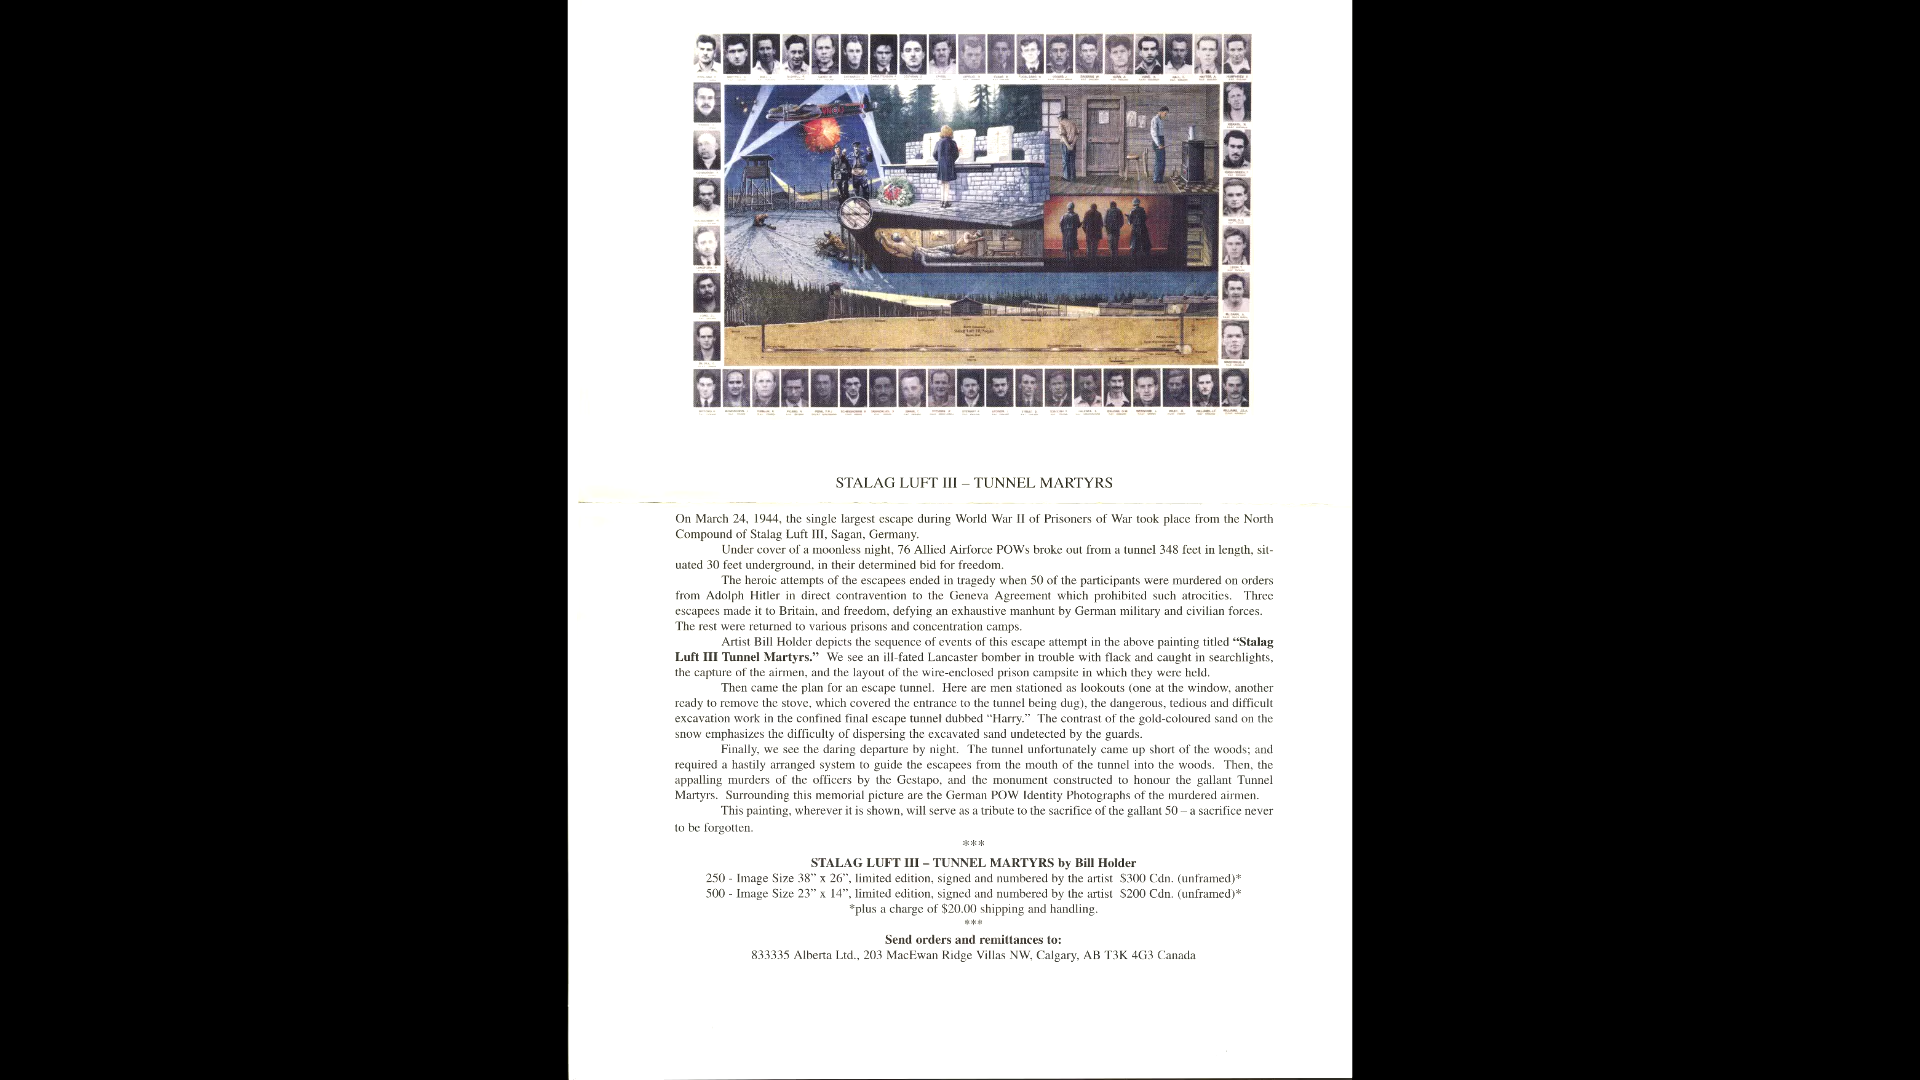 STALAG LUFT III – TUNNEL MARTYRS
On March 24, 1944, the single largest escape during World War II of Prisoners of War took place from the North
Compound of Stalag Luft III, Sagan, Germany.
Under cover of a moonless night, 76 Allied Airforce POWs broke out from a tunnel 348 feet in length, sit-
uated 30 feet underground, in their determined bid for freedom.
The heroic attempts of the escapees ended in tragedy when 50 of the participants were murdered on orders
from Adolph Hitler in direct contravention to the Geneva Agreement which prohibited such atrocities. Three
escapees made it to Britain, and freedom, defying an exhaustive manhunt by German military and civilian forces.
The rest were returned to various prisons and concentration camps.
Artist Bill Holder depicts the sequence of events of this escape attempt in the above painting titled “Stalag
Luft III Tunnel Martyrs.” We see an ill-fated Lancaster bomber in trouble with flack and caught in searchlights,
the capture of the airmen, and the layout of the wire-enclosed prison campsite in which they were held.
Then came the plan for an escape tunnel. Here are men stationed as lookouts (one at the window, another
ready to remove the stove, which covered the entrance to the tunnel being dug), the dangerous, tedious and difficult
excavation work in the confined final escape tunnel dubbed “Harry.” The contrast of the gold-coloured sand on the
snow emphasizes the difficulty of dispersing the excavated sand undetected by the guards.
Finally, we see the daring departure by night. The tunnel unfortunately came up short of the woods; and
required a hastily arranged system to guide the escapees from the mouth of the tunnel into the woods. Then, the
appalling murders of the officers by the Gestapo, and the monument constructed to honour the gallant Tunnel
Martyrs. Surrounding this memorial picture are the German POW Identity Photographs of the murdered airmen.
This painting, wherever it is shown, will serve as a tribute to the sacrifice of the gallant 50 – a sacrifice never
to be forgotten.
***
STALAG LUFT III – TUNNEL MARTYRS by Bill Holder
250 - Image Size 38” x 26”, limited edition, signed and numbered by the artist $300 Cdn. (unframed)*
500 - Image Size 23” x 14”, limited edition, signed and numbered by the artist $200 Cdn. (unframed)*
*plus a charge of $20.00 shipping and handling.
***
Send orders and remittances to:
833335 Alberta Ltd., 203 MacEwan Ridge Villas NW, Calgary, AB T3K 4G3 Canada